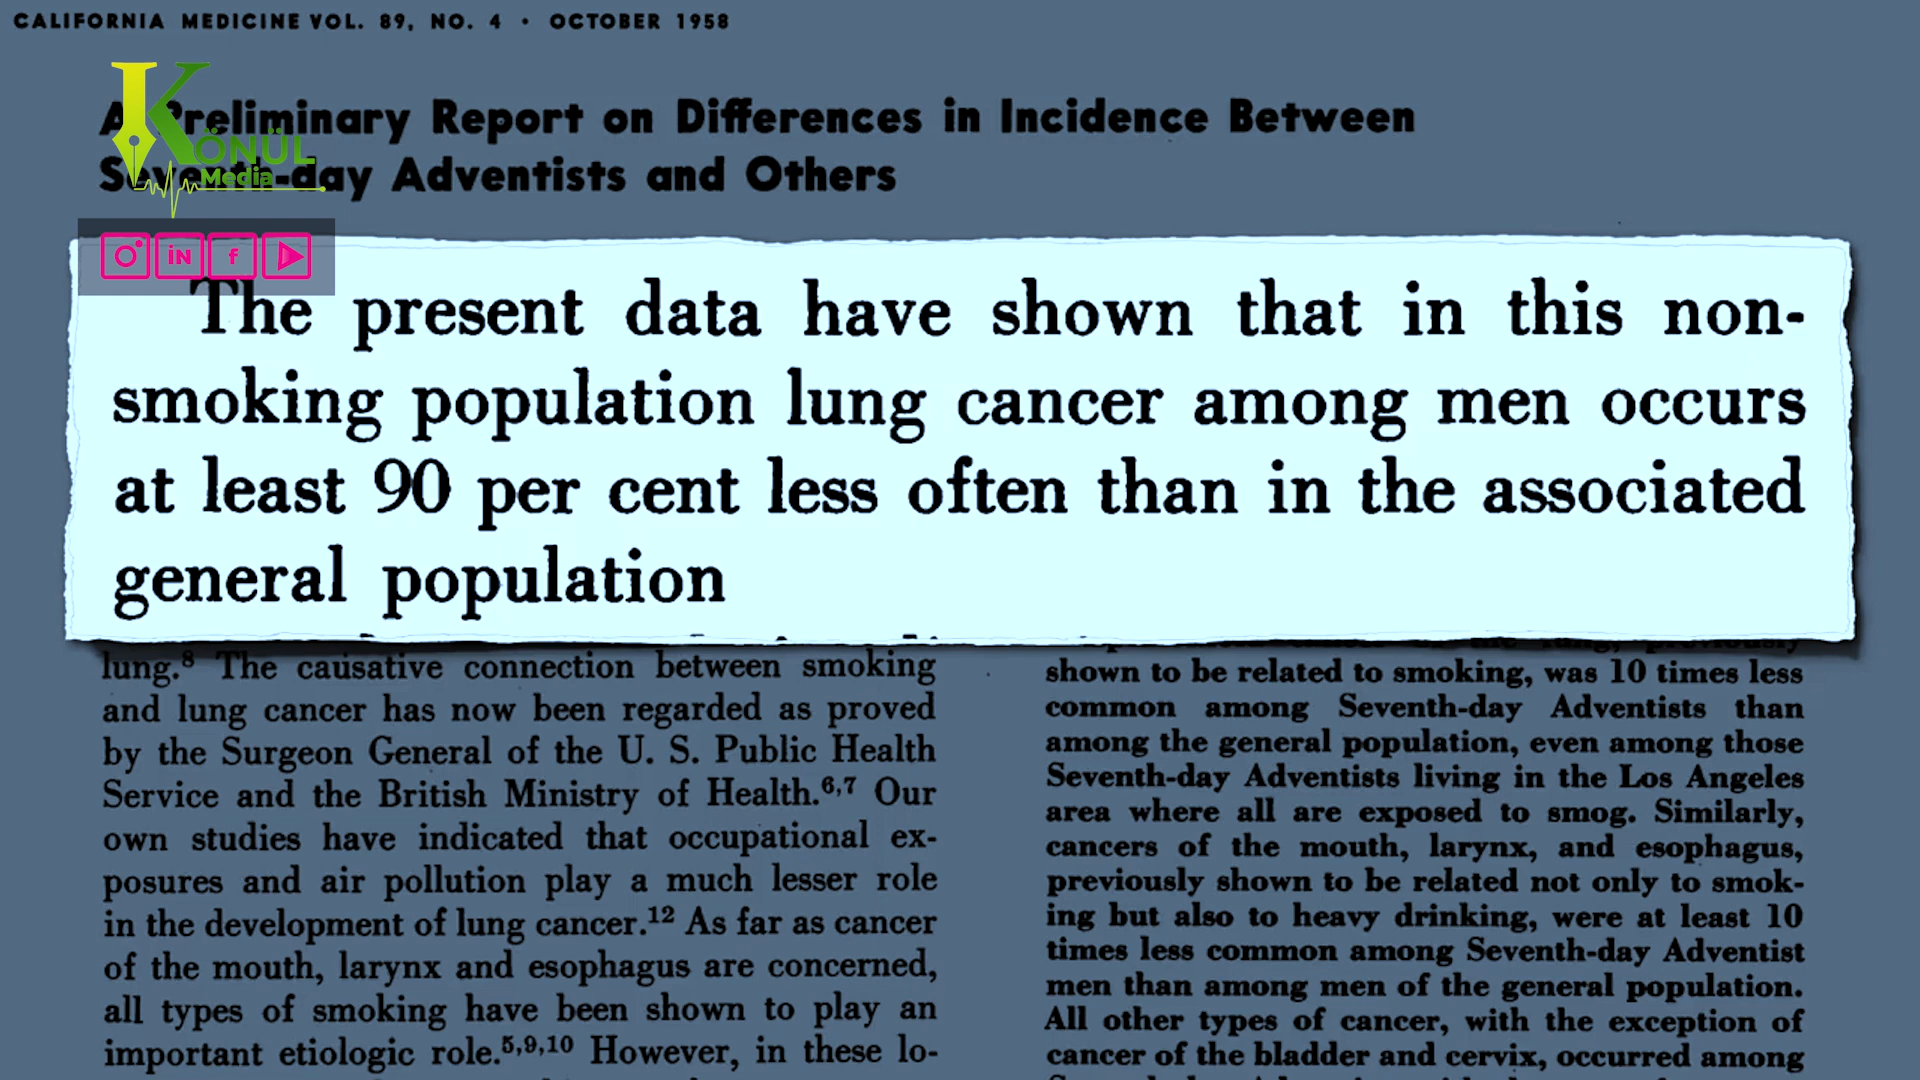 CALIFORNIA MEDICINE VOL. 89, NO. 4 • OCTOBER 1958
A Preliminary Report on Differences in Incidence Between
Seventh-day Adventists and Others
KÖNÜL
Media
iN f
The present data have shown that in this non-
smoking population lung cancer among men occurs
at least 90 per cent less often than in the associated
general population
lung.8 The causative connection between smoking
and lung cancer has now been regarded as proved
by the Surgeon General of the U. S. Public Health
Service and the British Ministry of Health.6,7 Our
own studies have indicated that occupational ex-
posures and air pollution play a much lesser role
in the development of lung cancer.12 As far as cancer
of the mouth, larynx and esophagus are concerned,
all types of smoking have been shown to play an
important etiologic role.5,9,10 However, in these lo-
shown to be related to smoking, was 10 times less
common among Seventh-day Adventists than
among the general population, even among those
Seventh-day Adventists living in the Los Angeles
area where all are exposed to smog. Similarly,
cancers of the mouth, larynx, and esophagus,
previously shown to be related not only to smok-
ing but also to heavy drinking, were at least 10
times less common among Seventh-day Adventist
men than among men of the general population.
All other types of cancer, with the exception of
cancer of the bladder and cervix, occurred among